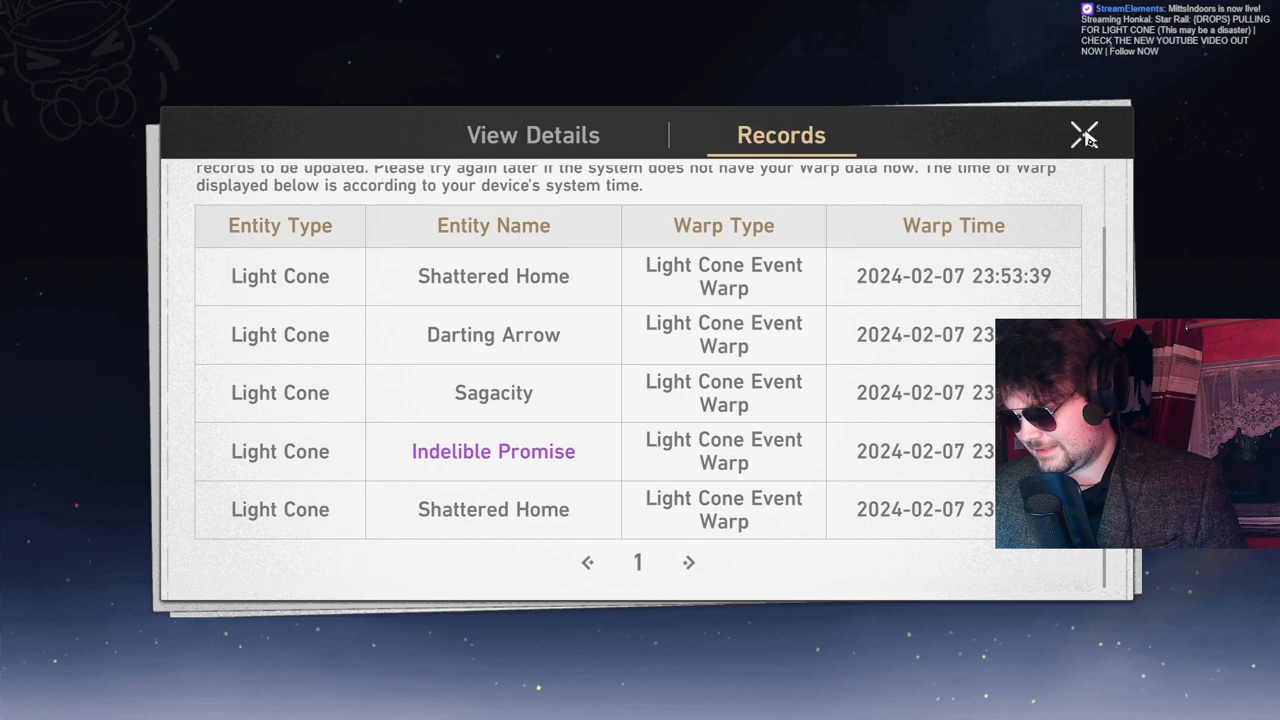 StreamElements: MittsIndoors is now live!
Streaming Honkai: Star Rail: {DROPS} PULLING
FOR LIGHT CONE (This may be a disaster) |
CHECK THE NEW YOUTUBE VIDEO OUT
NOW | Follow NOW
View Details
Records
records to be updated. Please try again later if the system does not have your Warp data now. The time of Warp
displayed below is according to your device's system time.
Entity Type Entity Name Warp Type Warp Time
Light Cone Shattered Home Light Cone Event 2024-02-07 23:53:39
Warp
Light Cone Darting Arrow Light Cone Event 2024-02-07 23
Warp
Light Cone Sagacity Light Cone Event 2024-02-07 23
Warp
Light Cone Indelible Promise Light Cone Event 2024-02-07 23
Warp
Light Cone Shattered Home Light Cone Event 2024-02-07 23
Warp
1